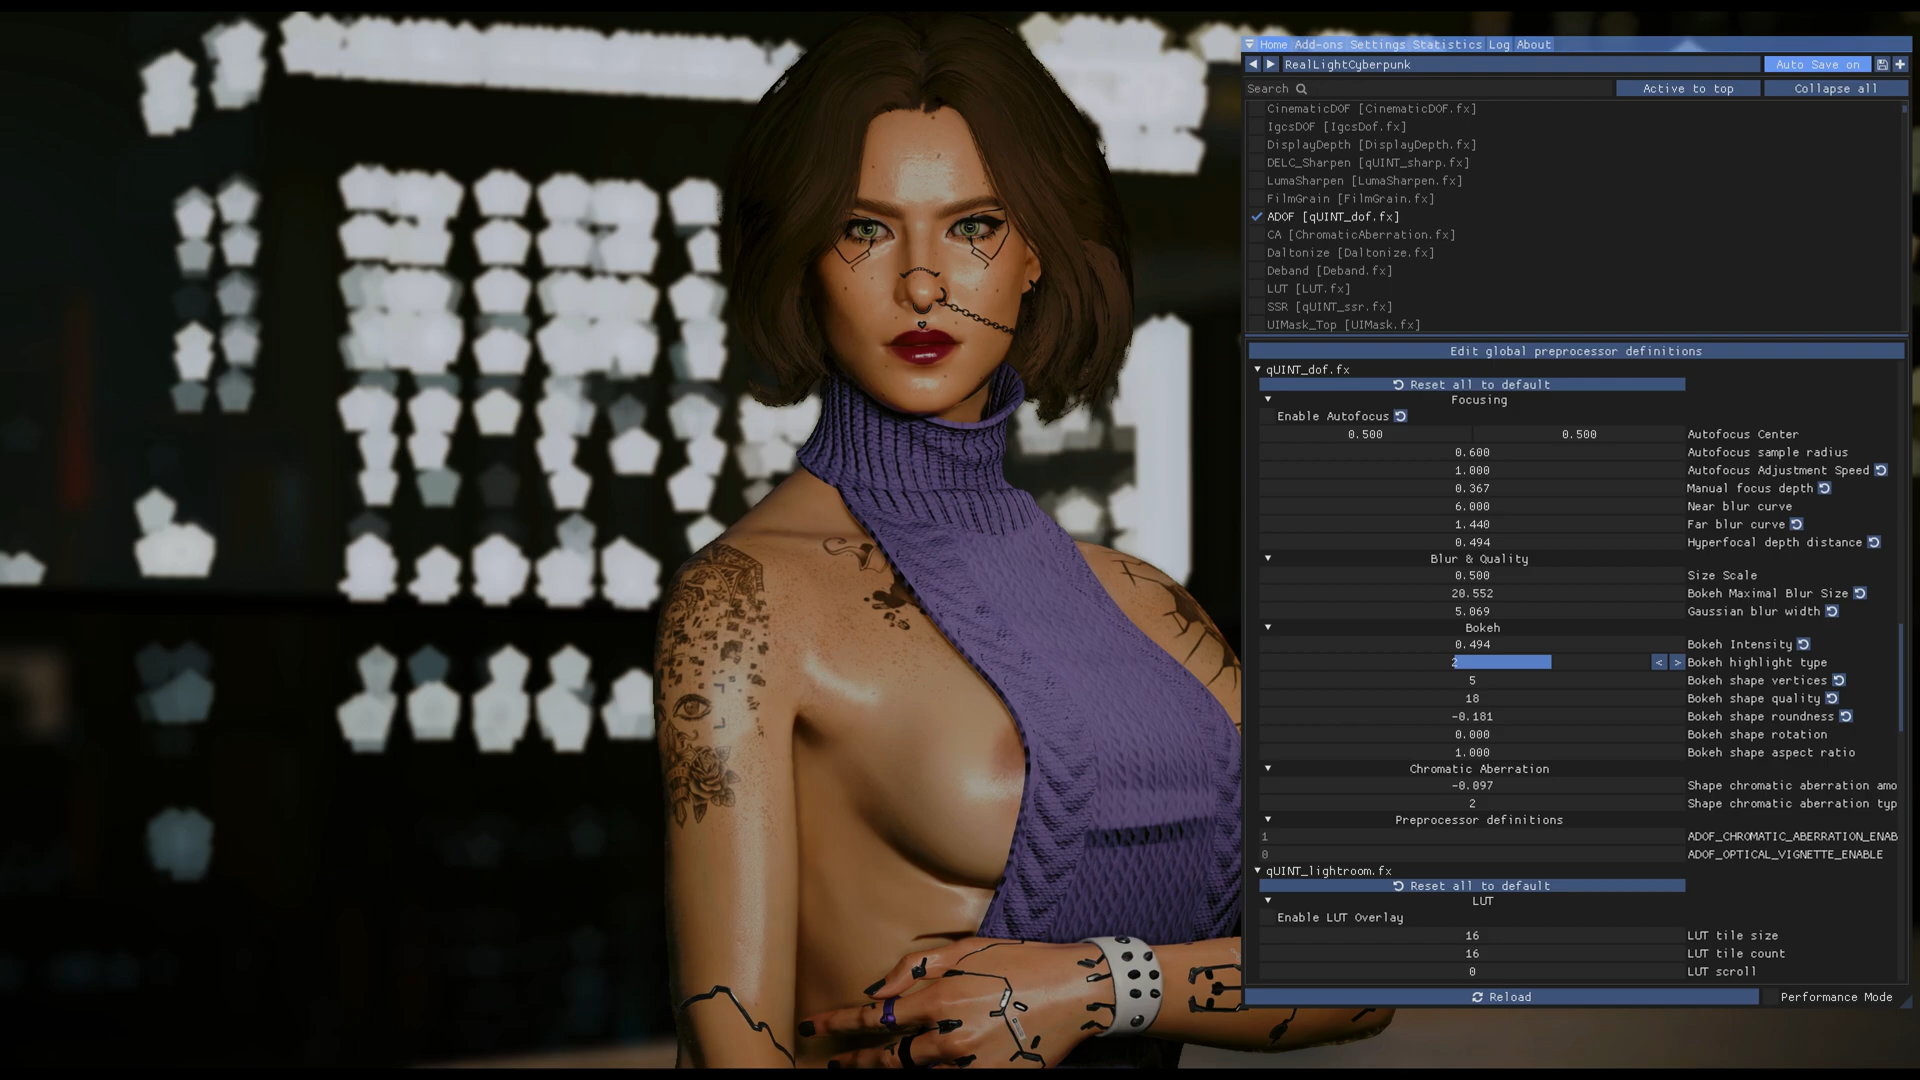 Home Add-ons Settings Statistics Log About
RealLightCyberpunk
Auto Save on
Search
Active to top
Collapse all
CinematicDOF [CinematicDOF.fx]
IgcsDOF [IgcsDof.fx]
DisplayDepth [DisplayDepth.fx]
DELC_Sharpen [qUINT_sharp.fx]
LumaSharpen [LumaSharpen.fx]
FilmGrain [FilmGrain.fx]
ADOF [qUINT_dof.fx]
CA [ChromaticAberration.fx]
Daltonize [Daltonize.fx]
Deband [Deband.fx]
LUT [LUT.fx]
SSR [qUINT_ssr.fx]
UIMask_Top [UIMask.fx]
Edit global preprocessor definitions
qUINT_dof.fx
Reset all to default
Focusing
Enable Autofocus
0.500 0.500 Autofocus Center
0.600 Autofocus sample radius
1.000 Autofocus Adjustment Speed
0.367 Manual focus depth
6.000 Near blur curve
1.440 Far blur curve
0.494 Hyperfocal depth distance
Blur & Quality
0.500 Size Scale
20.552 Bokeh Maximal Blur Size
5.069 Gaussian blur width
Bokeh
0.494 Bokeh Intensity
2 < > Bokeh highlight type
5 Bokeh shape vertices
18 Bokeh shape quality
-0.181 Bokeh shape roundness
0.000 Bokeh shape rotation
1.000 Bokeh shape aspect ratio
Chromatic Aberration
-0.097 Shape chromatic aberration amo
2 Shape chromatic aberration typ
Preprocessor definitions
1 ADOF_CHROMATIC_ABERRATION_ENAB
0 ADOF_OPTICAL_VIGNETTE_ENABLE
qUINT_lightroom.fx
Reset all to default
LUT
Enable LUT Overlay
16 LUT tile size
16 LUT tile count
0 LUT scroll
Reload
Performance Mode